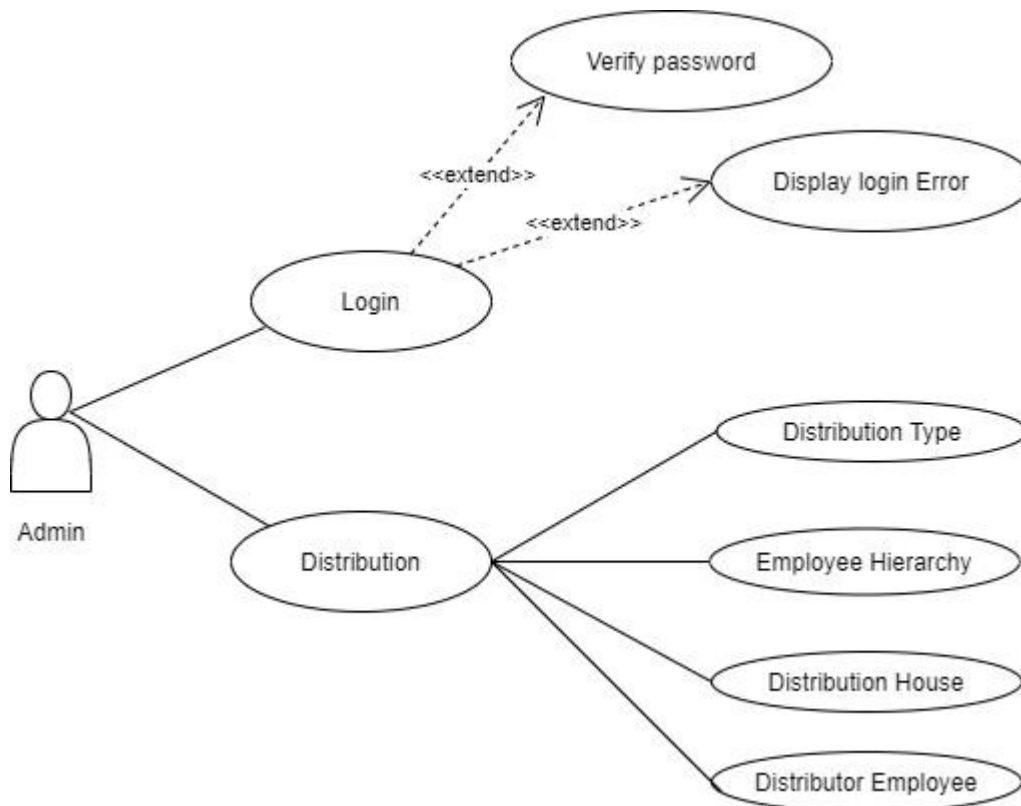 Verify password
<<extend>>
Display login Error
<<extend>>
Login
Distribution Type
Admin
Distribution
Employee Hierarchy
Distribution House
Distributor Employee